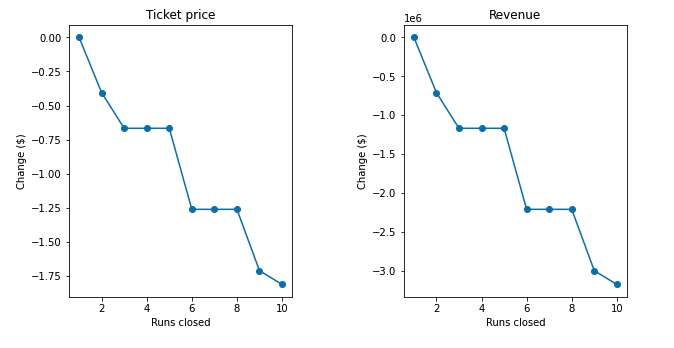 Ticket price
0.00
−0.25
−0.50
−0.75
−1.00
−1.25
−1.50
−1.75
Change ($)
2 4 6 8 10
Runs closed
Revenue
1e6
0.0
−0.5
−1.0
−1.5
−2.0
−2.5
−3.0
Change ($)
2 4 6 8 10
Runs closed